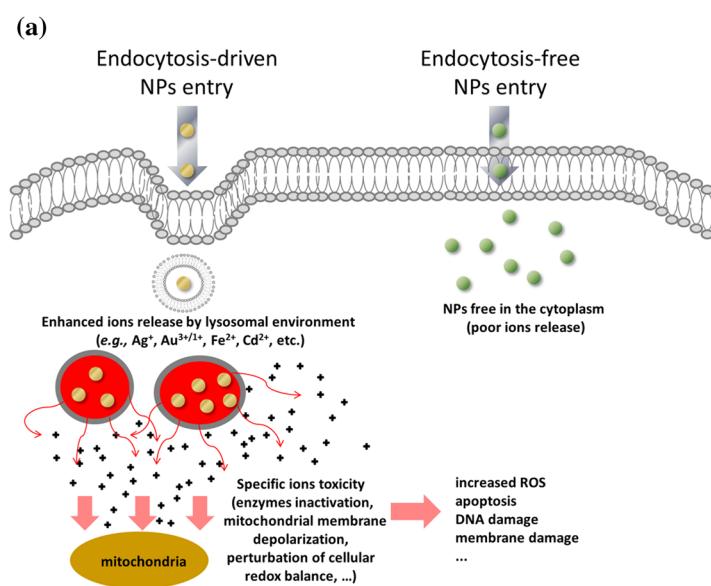 (a)
Endocytosis-driven
NPs entry
Endocytosis-free
NPs entry
NPs free in the cytoplasm
(poor ions release)
Enhanced ions release by lysosomal environment
(e.g., Ag⁺, Au³⁺/¹⁺, Fe²⁺, Cd²⁺, etc.)
Specific ions toxicity
(enzymes inactivation,
mitochondrial membrane
depolarization,
perturbation of cellular
redox balance, ...)
increased ROS
apoptosis
DNA damage
membrane damage
...
mitochondria